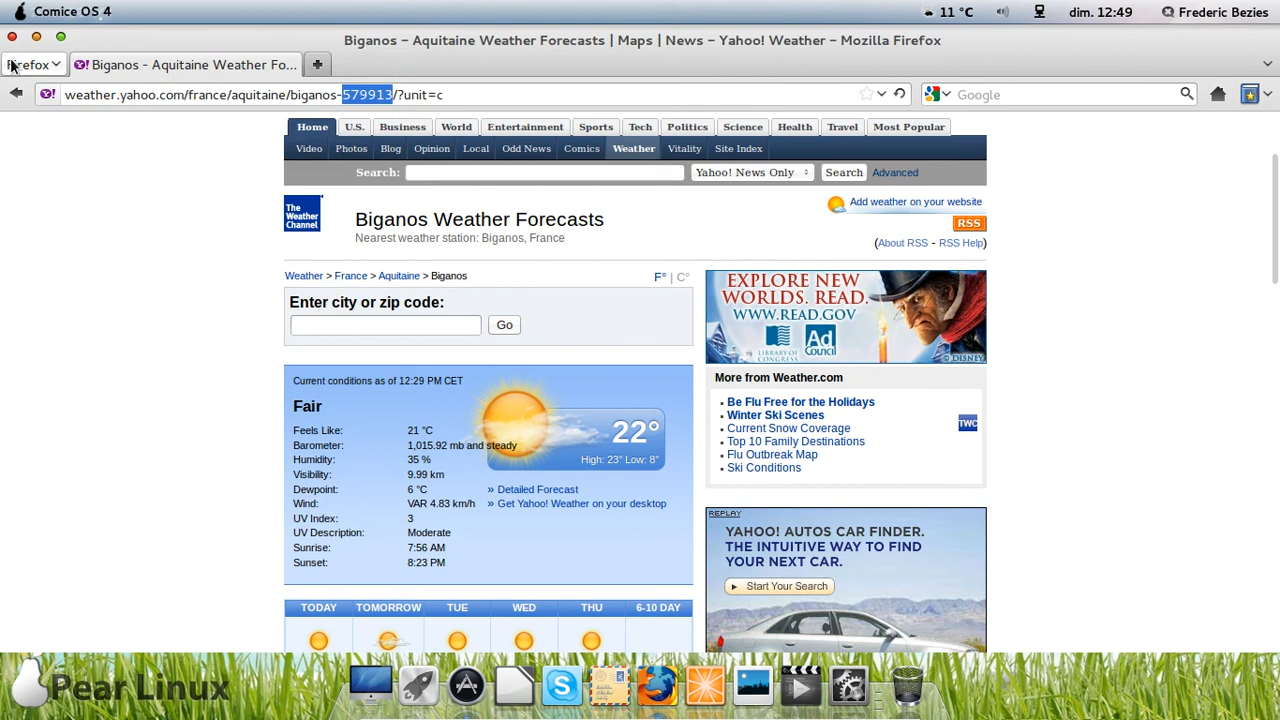 Comice OS 4
11 °C
dim. 12:49
Frederic Bezies
Biganos - Aquitaine Weather Forecasts | Maps | News - Yahoo! Weather - Mozilla Firefox
Firefox
Biganos - Aquitaine Weather Fo...
weather.yahoo.com/france/aquitaine/biganos-579913/?unit=c
Google
Home U.S. Business World Entertainment Sports Tech Politics Science Health Travel Most Popular
Video Photos Blog Opinion Local Odd News Comics Weather Vitality Site Index
Search: Yahoo! News Only Search Advanced
The Weather Channel
Biganos Weather Forecasts
Nearest weather station: Biganos, France
Add weather on your website
RSS
(About RSS - RSS Help)
Weather > France > Aquitaine > Biganos
F° | C°
Enter city or zip code:
Go
Current conditions as of 12:29 PM CET
Fair
Feels Like: 21 °C
Barometer: 1,015.92 mb and steady
Humidity: 35 %
Visibility: 9.99 km
Dewpoint: 6 °C
Wind: VAR 4.83 km/h
UV Index: 3
UV Description: Moderate
Sunrise: 7:56 AM
Sunset: 8:23 PM
22°
High: 23° Low: 8°
» Detailed Forecast
» Get Yahoo! Weather on your desktop
TODAY TOMORROW TUE WED THU 6-10 DAY
EXPLORE NEW
WORLDS. READ.
WWW.READ.GOV
LIBRARY OF
CONGRESS
Ad
Council
© DISNEY
More from Weather.com
Be Flu Free for the Holidays
Winter Ski Scenes
Current Snow Coverage
Top 10 Family Destinations
Flu Outbreak Map
Ski Conditions
TWC
REPLAY
YAHOO! AUTOS CAR FINDER.
THE INTUITIVE WAY TO FIND
YOUR NEXT CAR.
Start Your Search
Pear Linux